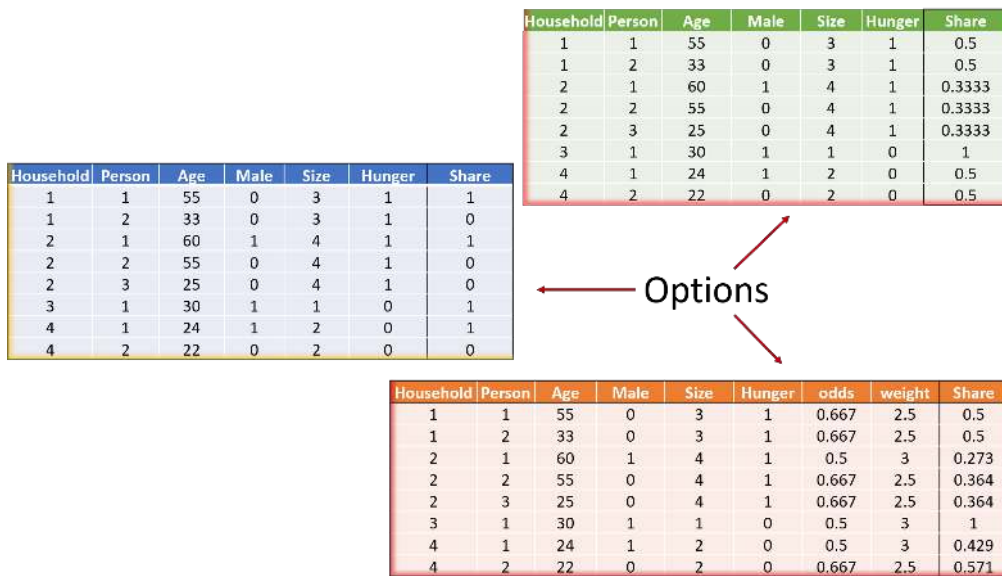 Household Person Age Male Size Hunger Share
1 1 55 0 3 1 0.5
1 2 33 0 3 1 0.5
2 1 60 1 4 1 0.3333
2 2 55 0 4 1 0.3333
2 3 25 0 4 1 0.3333
3 1 30 1 1 0 1
4 1 24 1 2 0 0.5
4 2 22 0 2 0 0.5
Household Person Age Male Size Hunger Share
1 1 55 0 3 1 1
1 2 33 0 3 1 0
2 1 60 1 4 1 1
2 2 55 0 4 1 0
2 3 25 0 4 1 0
3 1 30 1 1 0 1
4 1 24 1 2 0 1
4 2 22 0 2 0 0
Options
Household Person Age Male Size Hunger odds weight Share
1 1 55 0 3 1 0.667 2.5 0.5
1 2 33 0 3 1 0.667 2.5 0.5
2 1 60 1 4 1 0.5 3 0.273
2 2 55 0 4 1 0.667 2.5 0.364
2 3 25 0 4 1 0.667 2.5 0.364
3 1 30 1 1 0 0.5 3 1
4 1 24 1 2 0 0.5 3 0.429
4 2 22 0 2 0 0.667 2.5 0.571